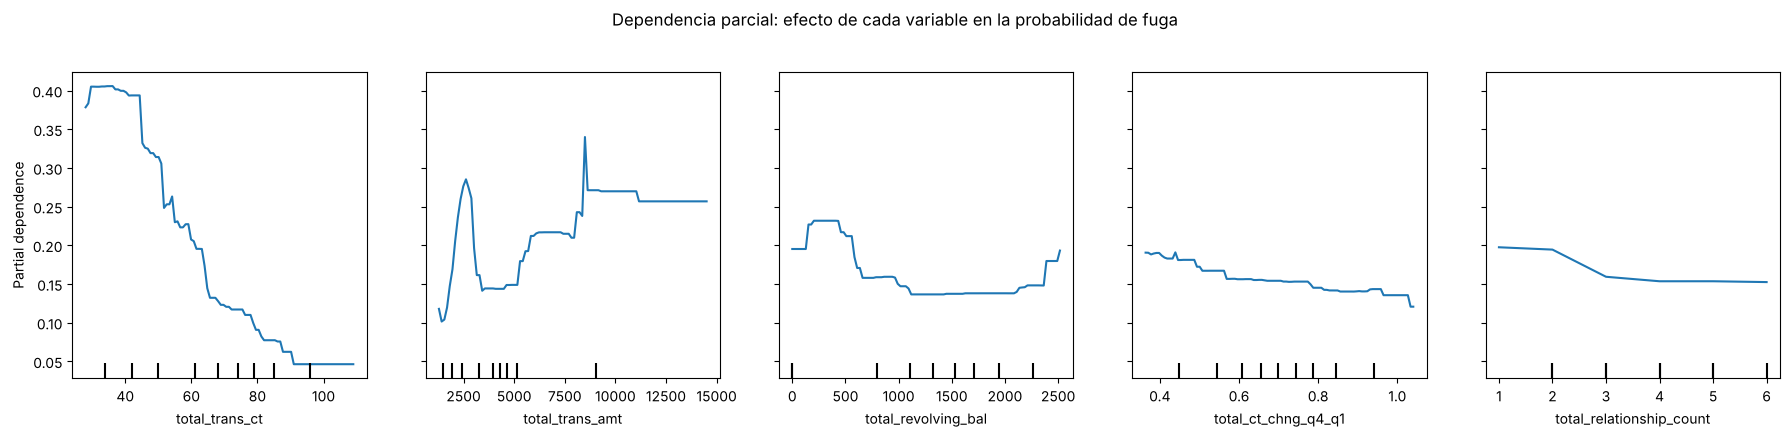 Dependencia parcial: efecto de cada variable en la probabilidad de fuga
Partial dependence
0.40
0.35
0.30
0.25
0.20
0.15
0.10
0.05
40 60 80 100
total_trans_ct
2500 5000 7500 10000 12500 15000
total_trans_amt
0 500 1000 1500 2000 2500
total_revolving_bal
0.4 0.6 0.8 1.0
total_ct_chng_q4_q1
1 2 3 4 5 6
total_relationship_count